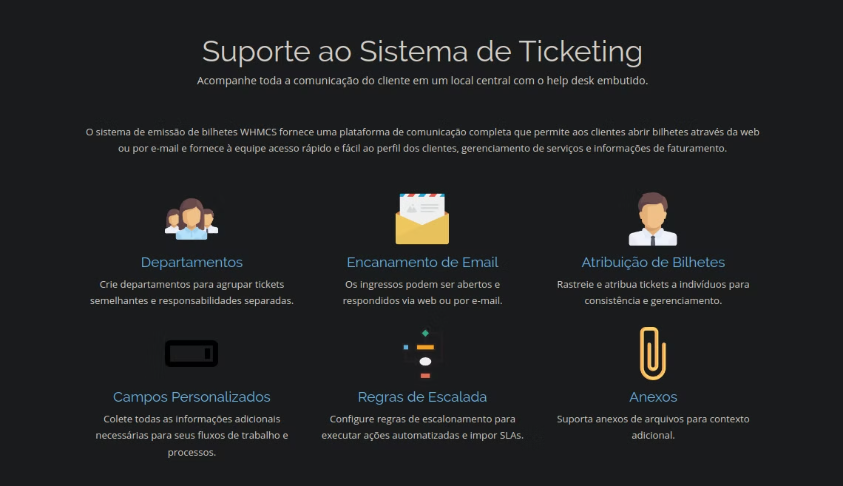 Suporte ao Sistema de Ticketing
Acompanhe toda a comunicação do cliente em um local central com o help desk embutido.
O sistema de emissão de bilhetes WHMCS fornece uma plataforma de comunicação completa que permite aos clientes abrir bilhetes através da web
ou por e-mail e fornece à equipe acesso rápido e fácil ao perfil dos clientes, gerenciamento de serviços e informações de faturamento.
Departamentos
Crie departamentos para agrupar tickets
semelhantes e responsabilidades separadas.
Encanamento de Email
Os ingressos podem ser abertos e
respondidos via web ou por e-mail.
Atribuição de Bilhetes
Rastreie e atribua tickets a indivíduos para
consistência e gerenciamento.
Campos Personalizados
Colete todas as informações adicionais
necessárias para seus fluxos de trabalho e
processos.
Regras de Escalada
Configure regras de escalonamento para
executar ações automatizadas e impor SLAs.
Anexos
Suporta anexos de arquivos para contexto
adicional.